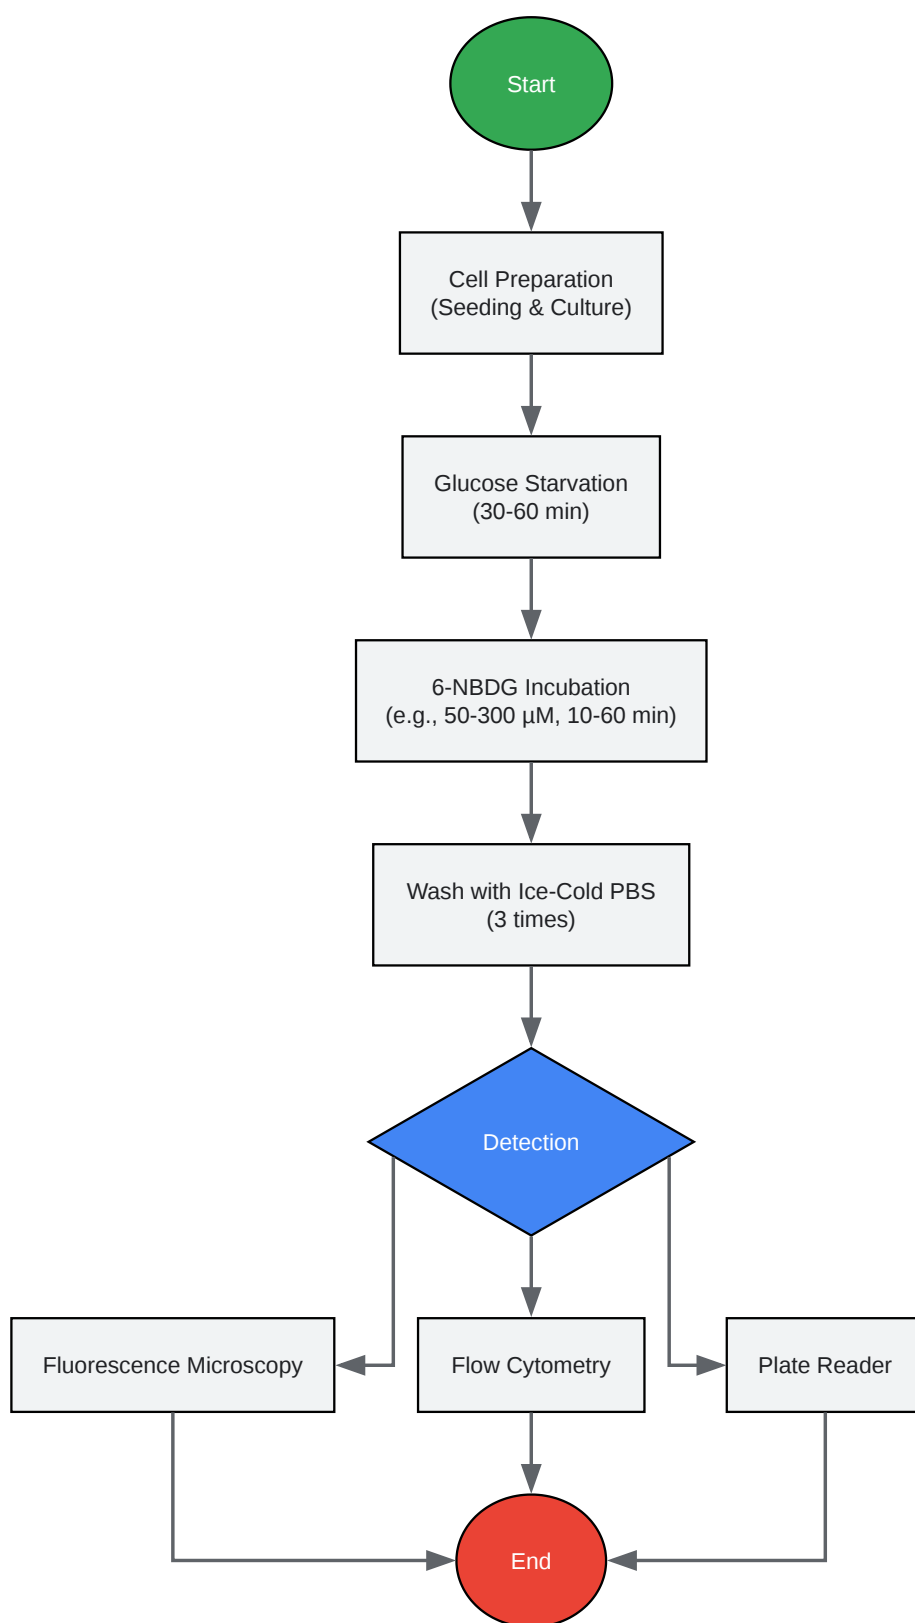 Start
Cell Preparation
(Seeding & Culture)
Glucose Starvation
(30-60 min)
6-NBDG Incubation
(e.g., 50-300 µM, 10-60 min)
Wash with Ice-Cold PBS
(3 times)
Detection
Fluorescence Microscopy
Flow Cytometry
Plate Reader
End